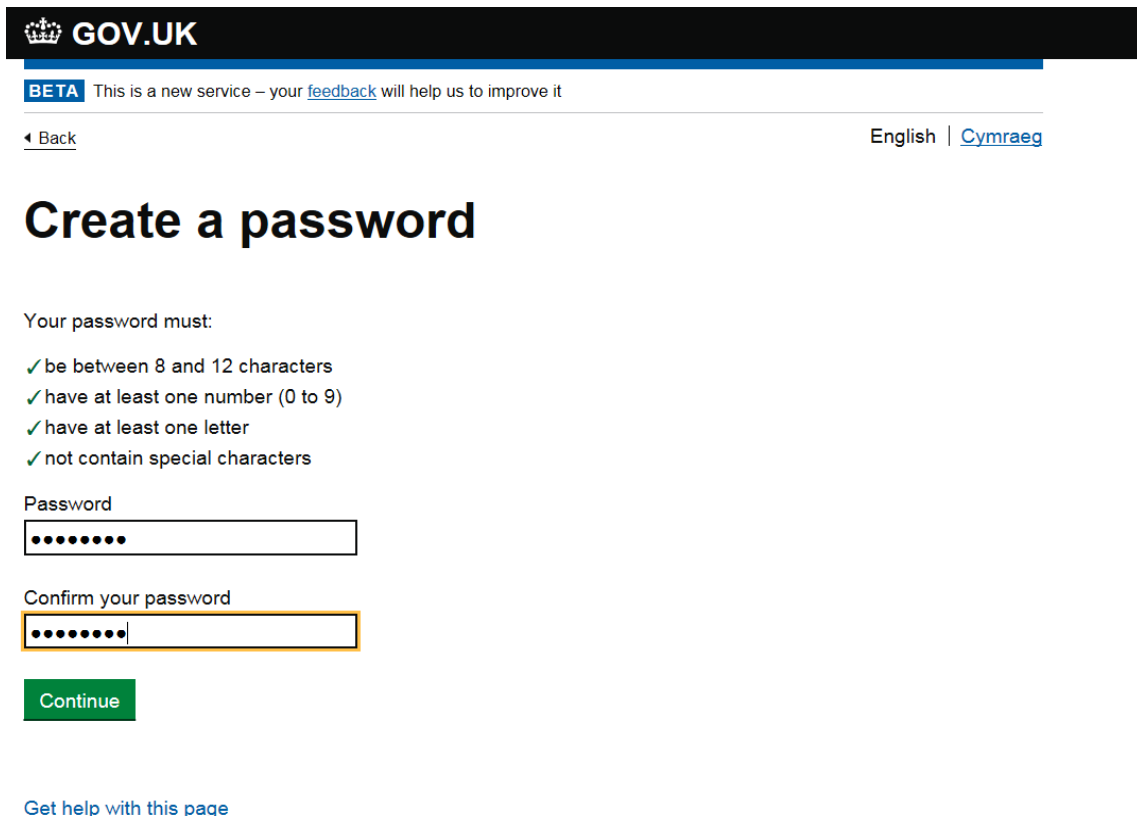 GOV.UK
BETA This is a new service – your feedback will help us to improve it
Back
English | Cymraeg
Create a password
Your password must:
✓ be between 8 and 12 characters
✓ have at least one number (0 to 9)
✓ have at least one letter
✓ not contain special characters
Password
••••••••
Confirm your password
••••••••
Continue
Get help with this page